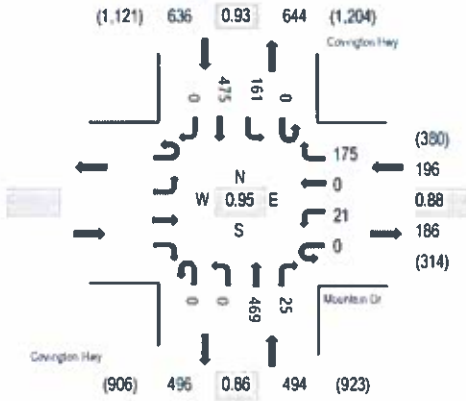 (1,121) 636 0.93 644 (1,204)
Covington Hwy
0 475 161 0
(380)
175
196
0
N
W 0.95 E
0.88
21
186
S
0
(314)
0 0 469 25
Mountain Dr
Covington Hwy
(906) 496 0.86 494 (923)